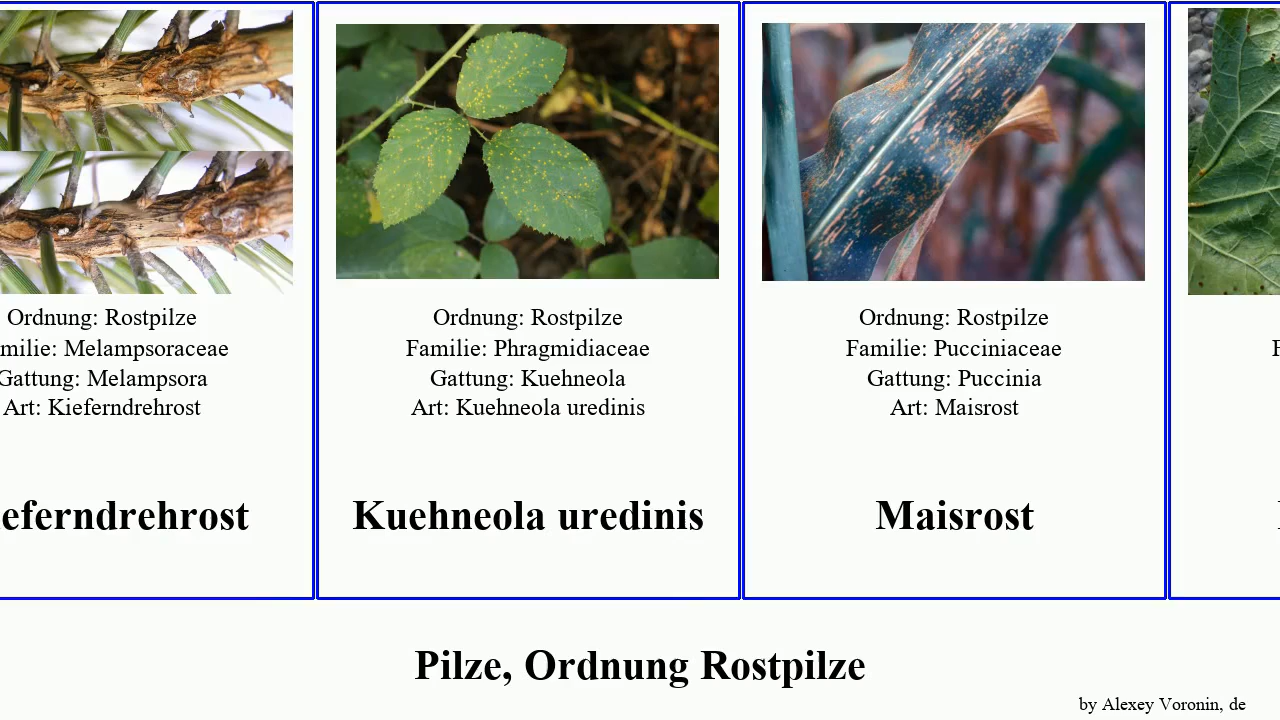 Ordnung: Rostpilze
milie: Melampsoraceae
Gattung: Melampsora
Art: Kieferndrehrost
eferndrehrost
Ordnung: Rostpilze
Familie: Phragmidiaceae
Gattung: Kuehneola
Art: Kuehneola uredinis
Kuehneola uredinis
Ordnung: Rostpilze
Familie: Pucciniaceae
Gattung: Puccinia
Art: Maisrost
Maisrost
Pilze, Ordnung Rostpilze
by Alexey Voronin, de